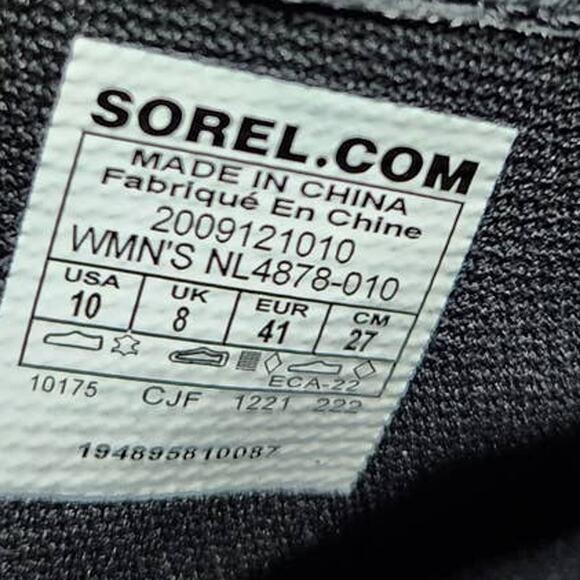 SOREL.COM
MADE IN CHINA
Fabriqué En Chine
2009121010
WMN'S NL4878-010
USA UK EUR CM
10 8 41 27
ECA-22
10175 CJF 1221 222
194895810087